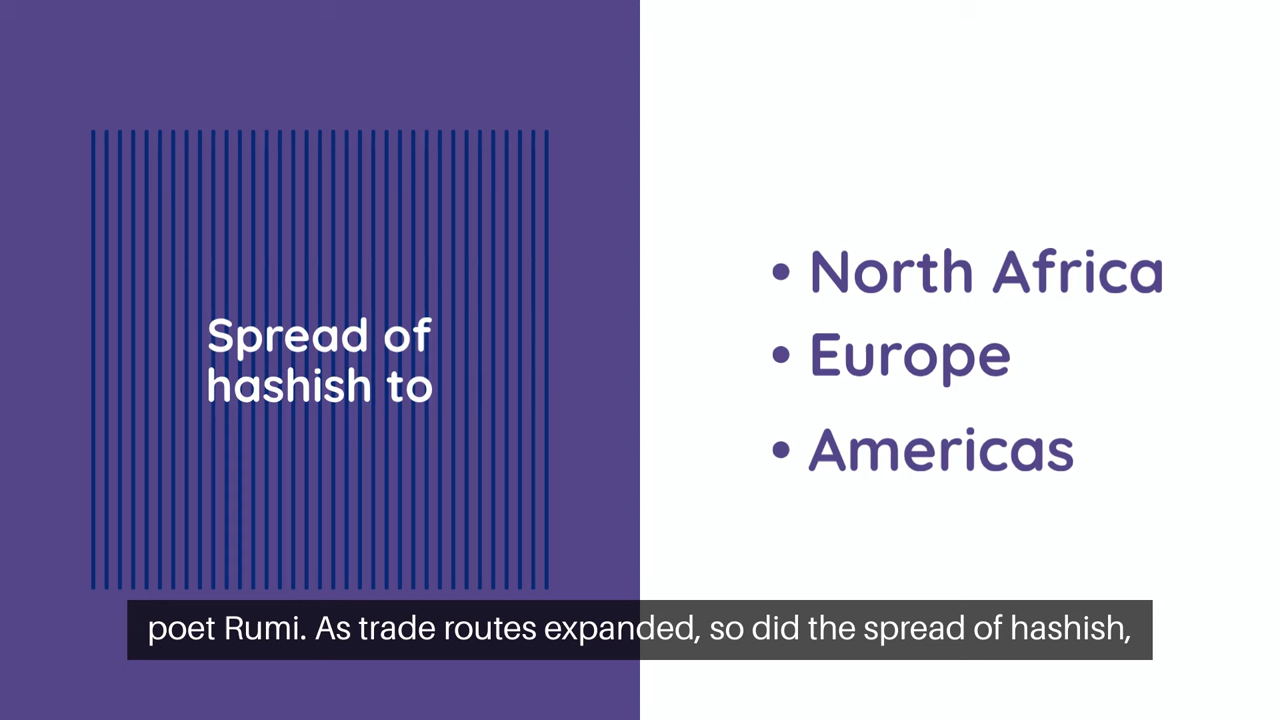 Spread of
hashish to
• North Africa
• Europe
• Americas
poet Rumi. As trade routes expanded, so did the spread of hashish,